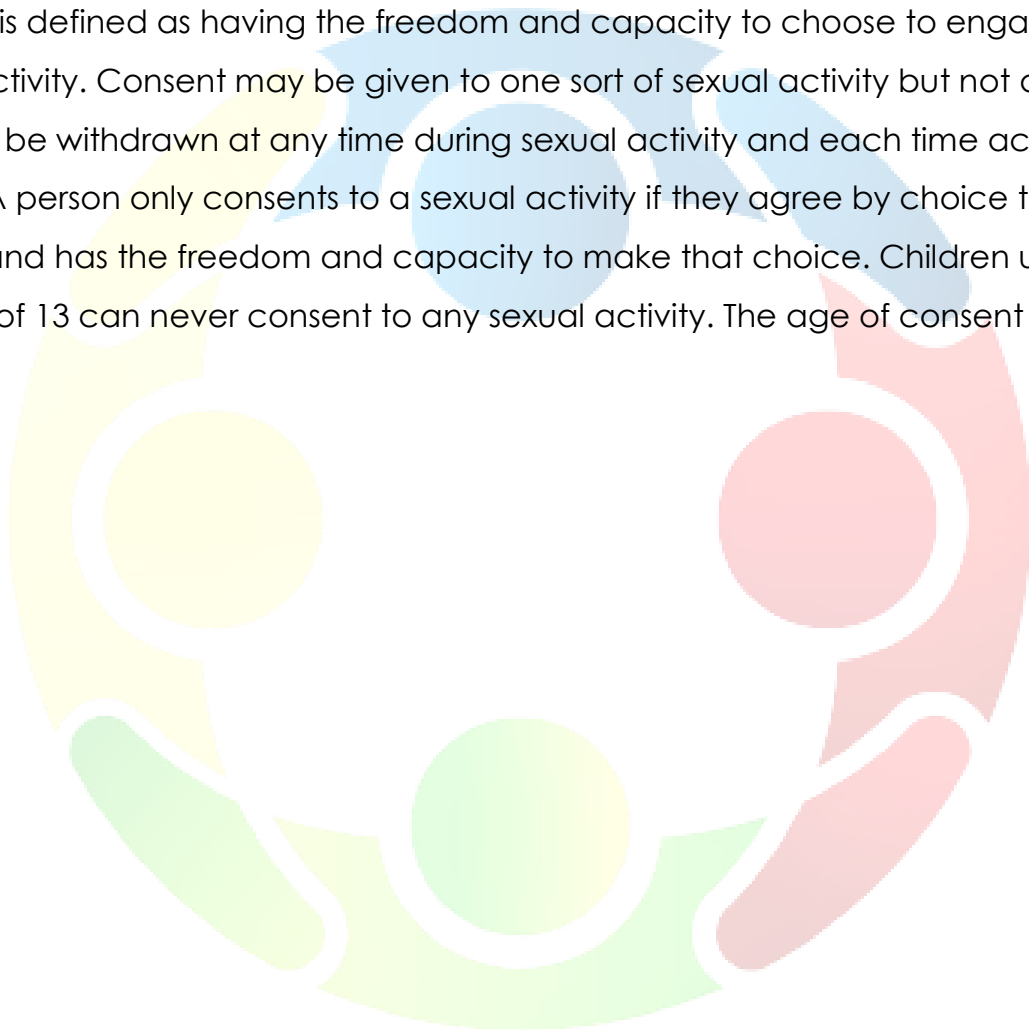 is defined as having the freedom and capacity to choose to enga
ctivity. Consent may be given to one sort of sexual activity but not
be withdrawn at any time during sexual activity and each time ac
A person only consents to a sexual activity if they agree by choice t
and has the freedom and capacity to make that choice. Children u
of 13 can never consent to any sexual activity. The age of consent